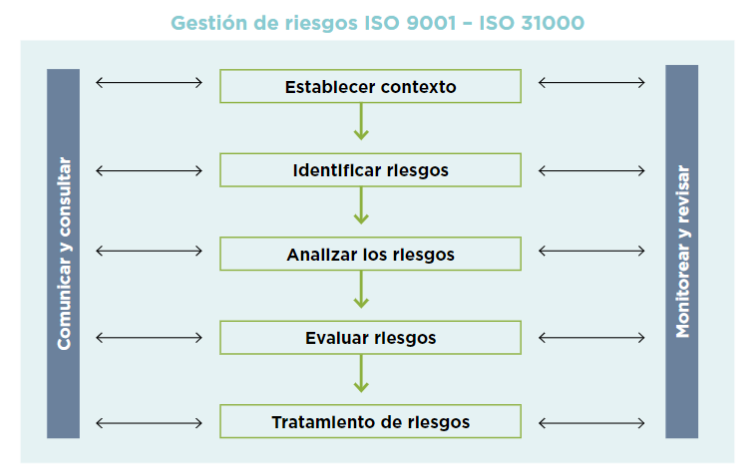 Gestión de riesgos ISO 9001 – ISO 31000
Comunicar y consultar
Establecer contexto
Identificar riesgos
Analizar los riesgos
Evaluar riesgos
Tratamiento de riesgos
Monitorear y revisar